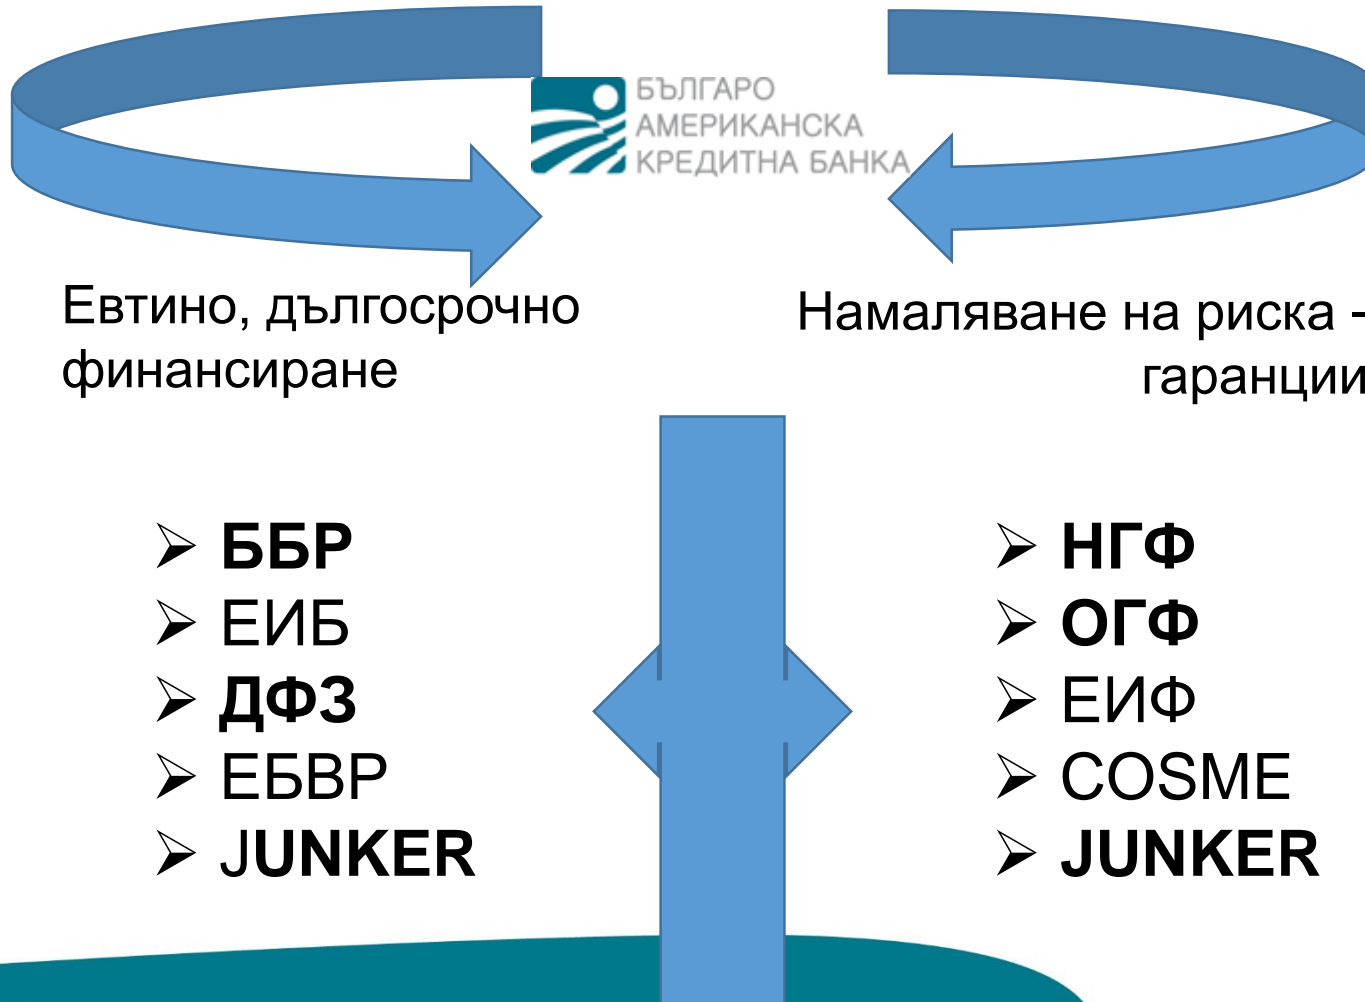 БЪЛГАРО
АМЕРИКАНСКА
КРЕДИТНА БАНКА
Евтино, дългосрочно
финансиране
Намаляване на риска -
гаранции
➢ ББР
➢ ЕИБ
➢ ДФЗ
➢ ЕБВР
➢ JUNKER
➢ НГФ
➢ ОГФ
➢ ЕИФ
➢ COSME
➢ JUNKER